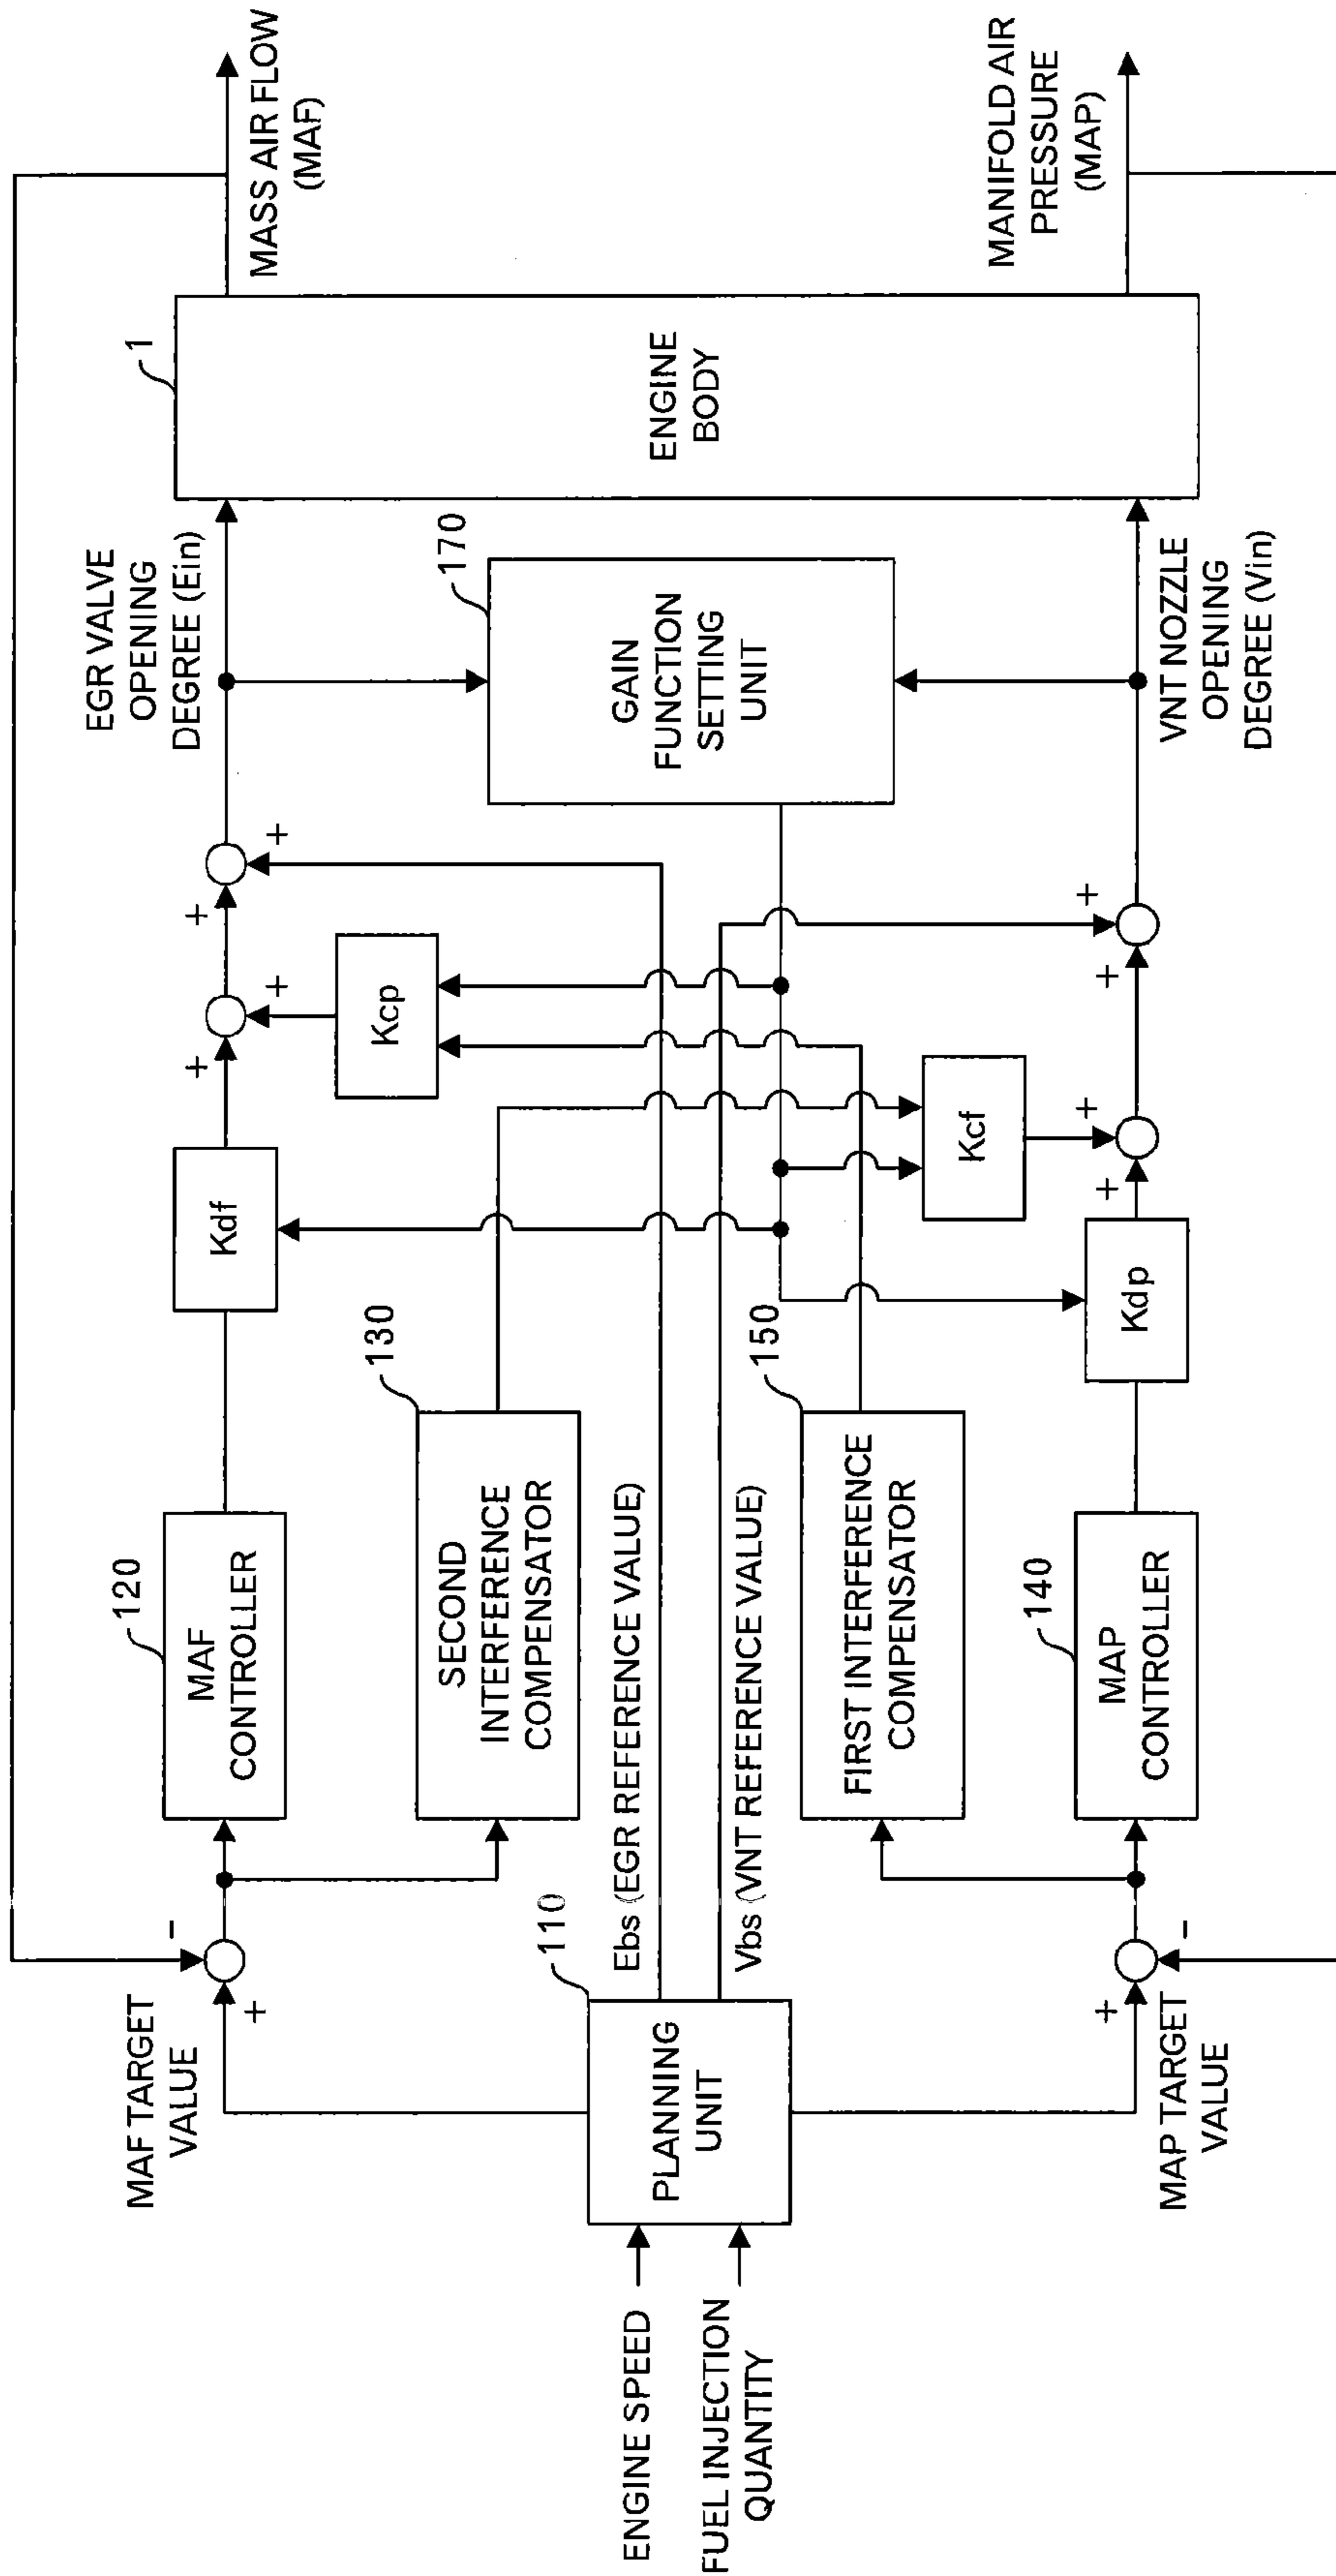 ENGINE SPEED
FUEL INJECTION
QUANTITY
MAF TARGET
VALUE
+
-
110
PLANNING
UNIT
MAP TARGET
VALUE
+
-
120
MAF
CONTROLLER
130
SECOND
INTERFERENCE
COMPENSATOR
Ebs (EGR REFERENCE VALUE)
Vbs (VNT REFERENCE VALUE)
150
FIRST INTERFERENCE
COMPENSATOR
140
MAP
CONTROLLER
Kdf
Kcp
Kcf
Kdp
+
+
+
+
+
+
+
+
EGR VALVE
OPENING
DEGREE (Ein)
170
GAIN
FUNCTION
SETTING
UNIT
VNT NOZZLE
OPENING
DEGREE (Vin)
1
ENGINE
BODY
MASS AIR FLOW
(MAF)
MANIFOLD AIR
PRESSURE
(MAP)